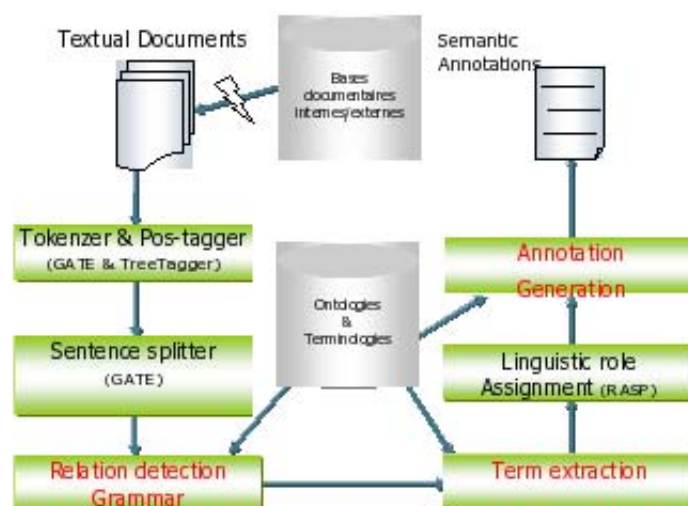 Textual Documents
Bases
documentaires
internes/externes
Semantic
Annotations
Tokenzer & Pos-tagger
(GATE & TreeTagger)
Ontologies
&
Terminologies
Annotation
Generation
Sentence splitter
(GATE)
Linguistic role
Assignment (RASP)
Relation detection
Grammar
Term extraction